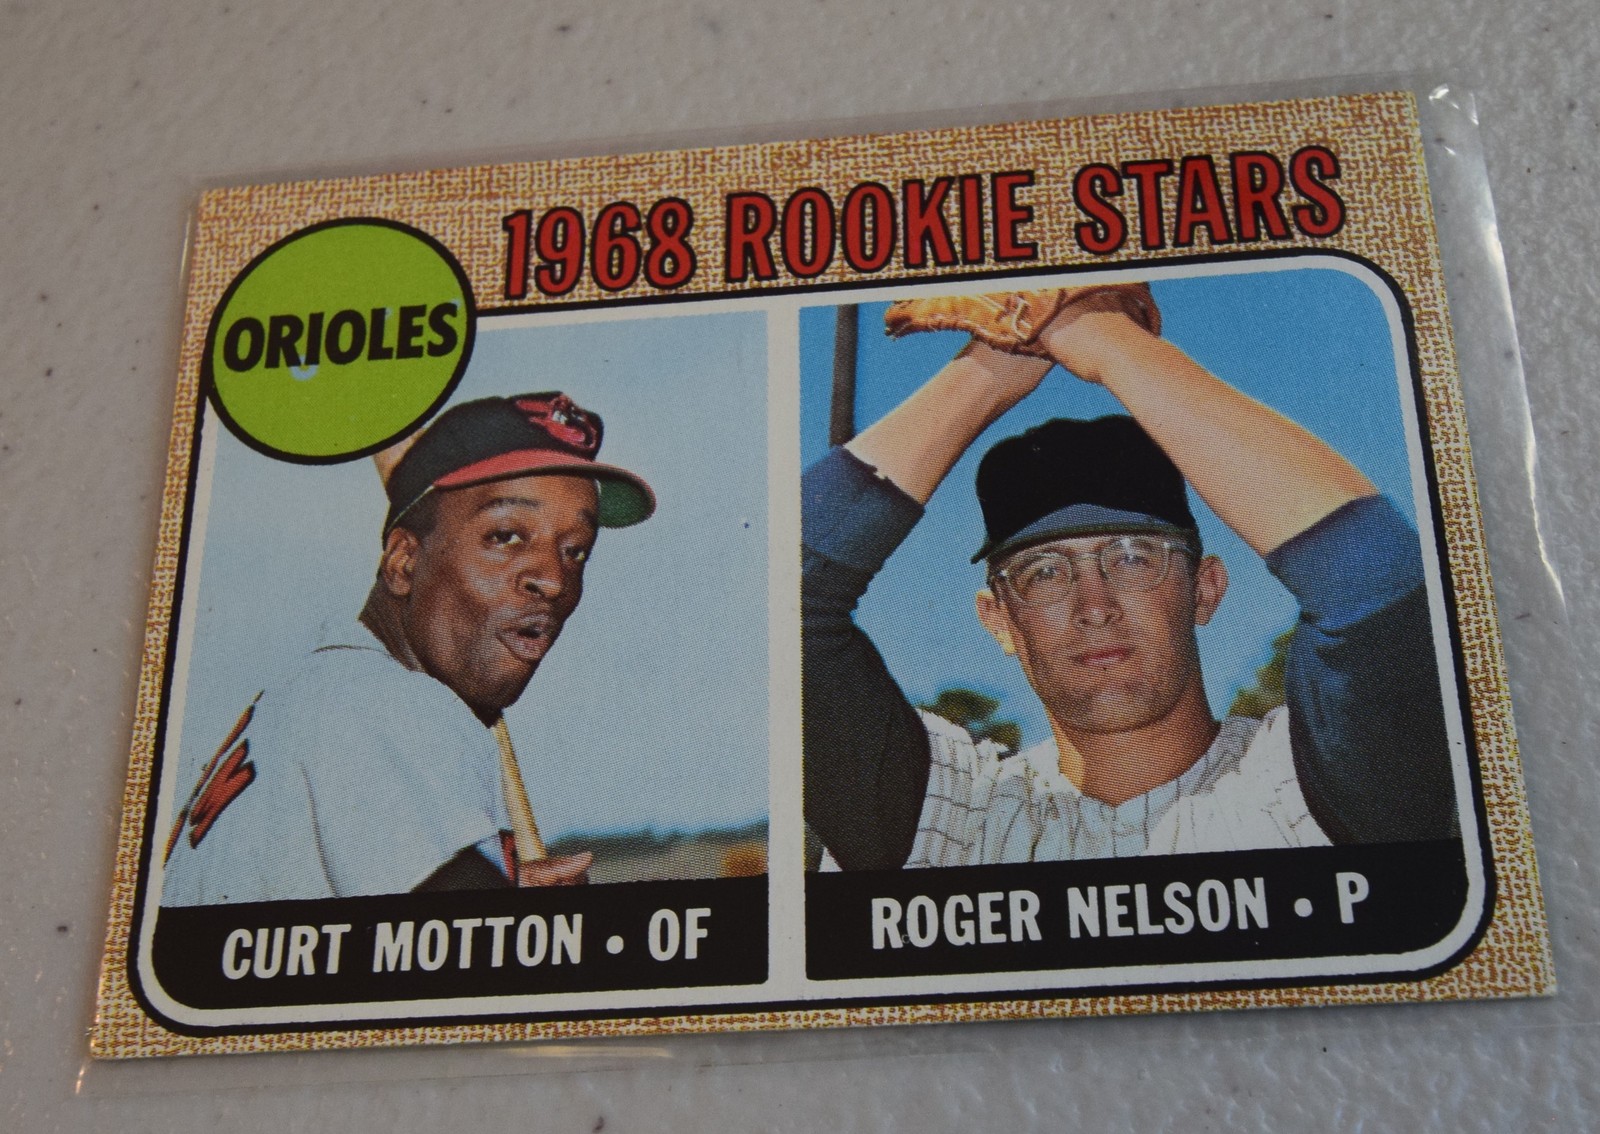 1968 ROOKIE STARS
ORIOLES
CURT MOTTON • OF
ROGER NELSON • P